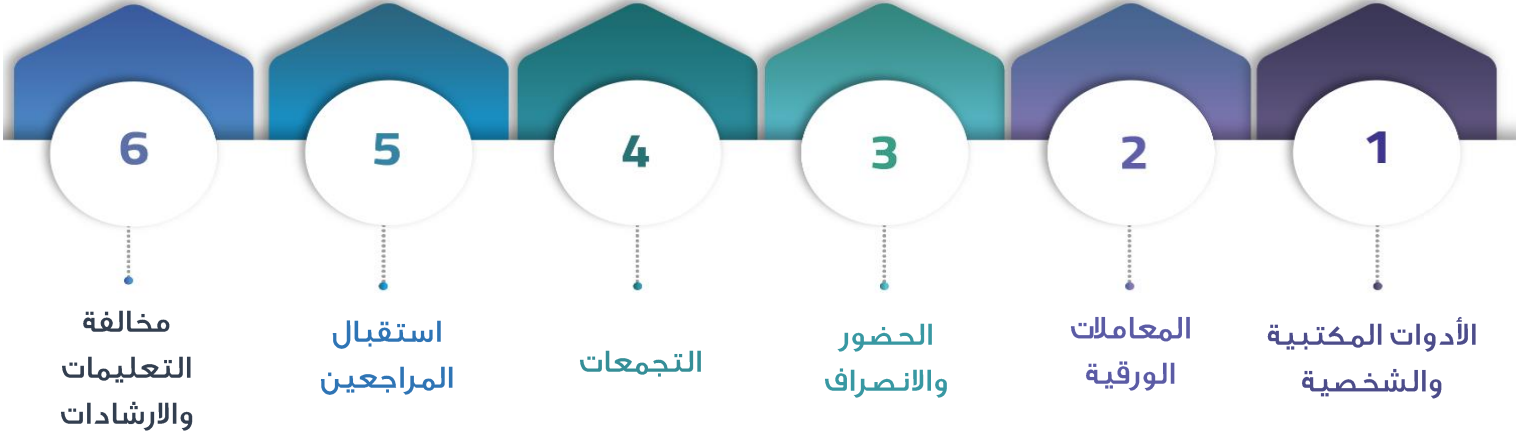 1
الأدوات المكتبية
والشخصية
2
المعاملات
الورقية
3
الحضور
والانصراف
4
التجمعات
5
استقبال
المراجعين
6
مخالفة
التعليمات
والارشادات